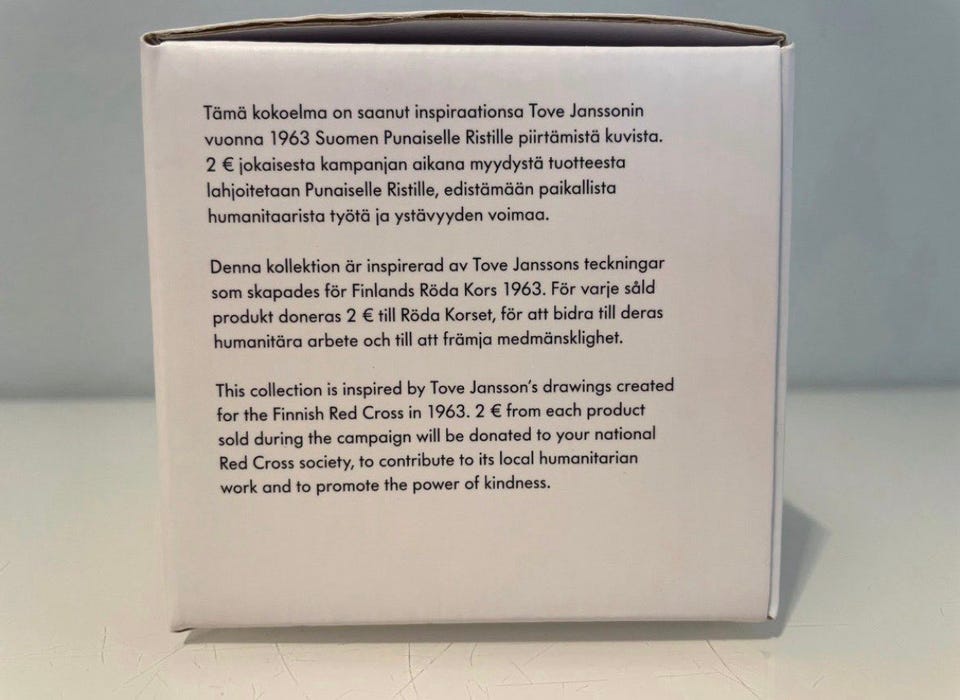 Tämä kokoelma on saanut inspiraationsa Tove Janssonin
vuonna 1963 Suomen Punaiselle Ristille piirtämistä kuvista.
2 € jokaisesta kampanjan aikana myydystä tuotteesta
lahjoitetaan Punaiselle Ristille, edistämään paikallista
humanitaarista työtä ja ystävyyden voimaa.
Denna kollektion är inspirerad av Tove Janssons teckningar
som skapades för Finlands Röda Kors 1963. För varje såld
produkt doneras 2 € till Röda Korset, för att bidra till deras
humanitära arbete och till att främja medmänsklighet.
This collection is inspired by Tove Jansson's drawings created
for the Finnish Red Cross in 1963. 2 € from each product
sold during the campaign will be donated to your national
Red Cross society, to contribute to its local humanitarian
work and to promote the power of kindness.